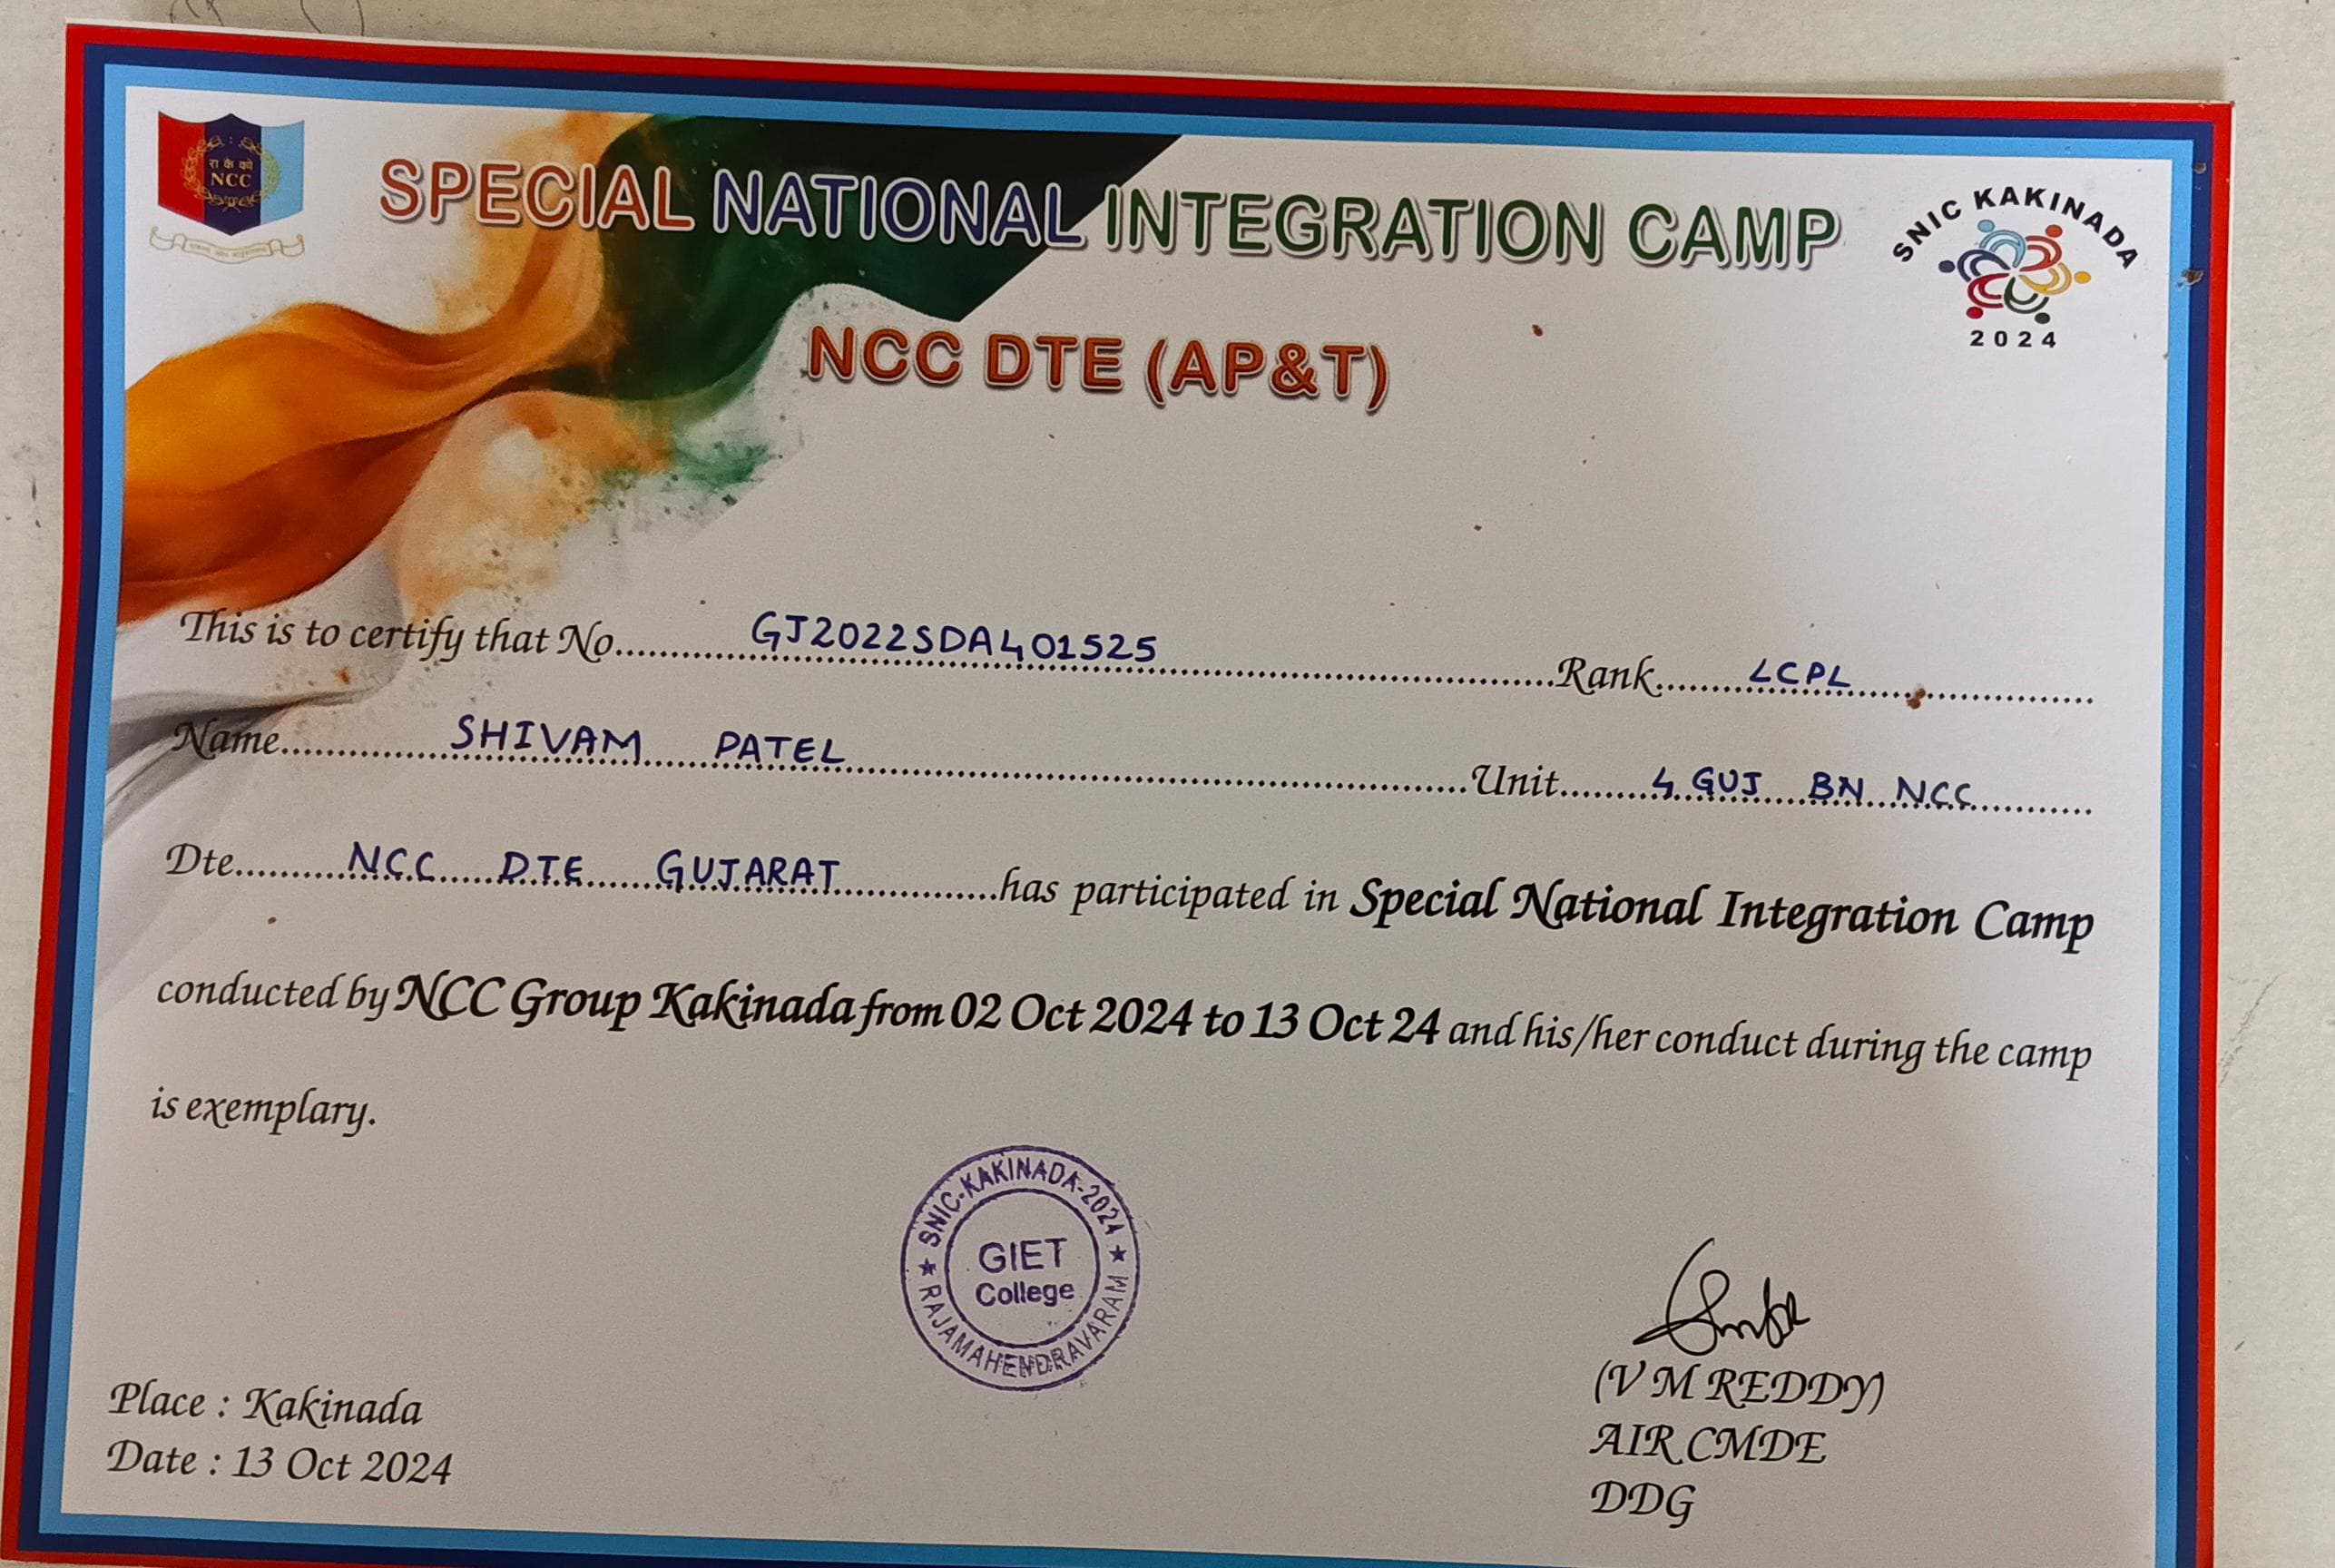 रा कै को
NCC
SPECIAL NATIONAL INTEGRATION CAMP
SNIC KAKINADA
2024
NCC DTE (AP&T)
This is to certify that No. GJ2022SDA401525 Rank LCPL
Name SHIVAM PATEL Unit 4 GUJ BN NCC
Dte NCC DTE GUJARAT has participated in Special National Integration Camp
conducted by NCC Group Kakinada from 02 Oct 2024 to 13 Oct 24 and his/her conduct during the camp
is exemplary.
SNIC-KAKINADA-2024
GIET
College
RAJAMAHENDRAVARAM
(V M REDDY)
AIR CMDE
DDG
Place : Kakinada
Date : 13 Oct 2024